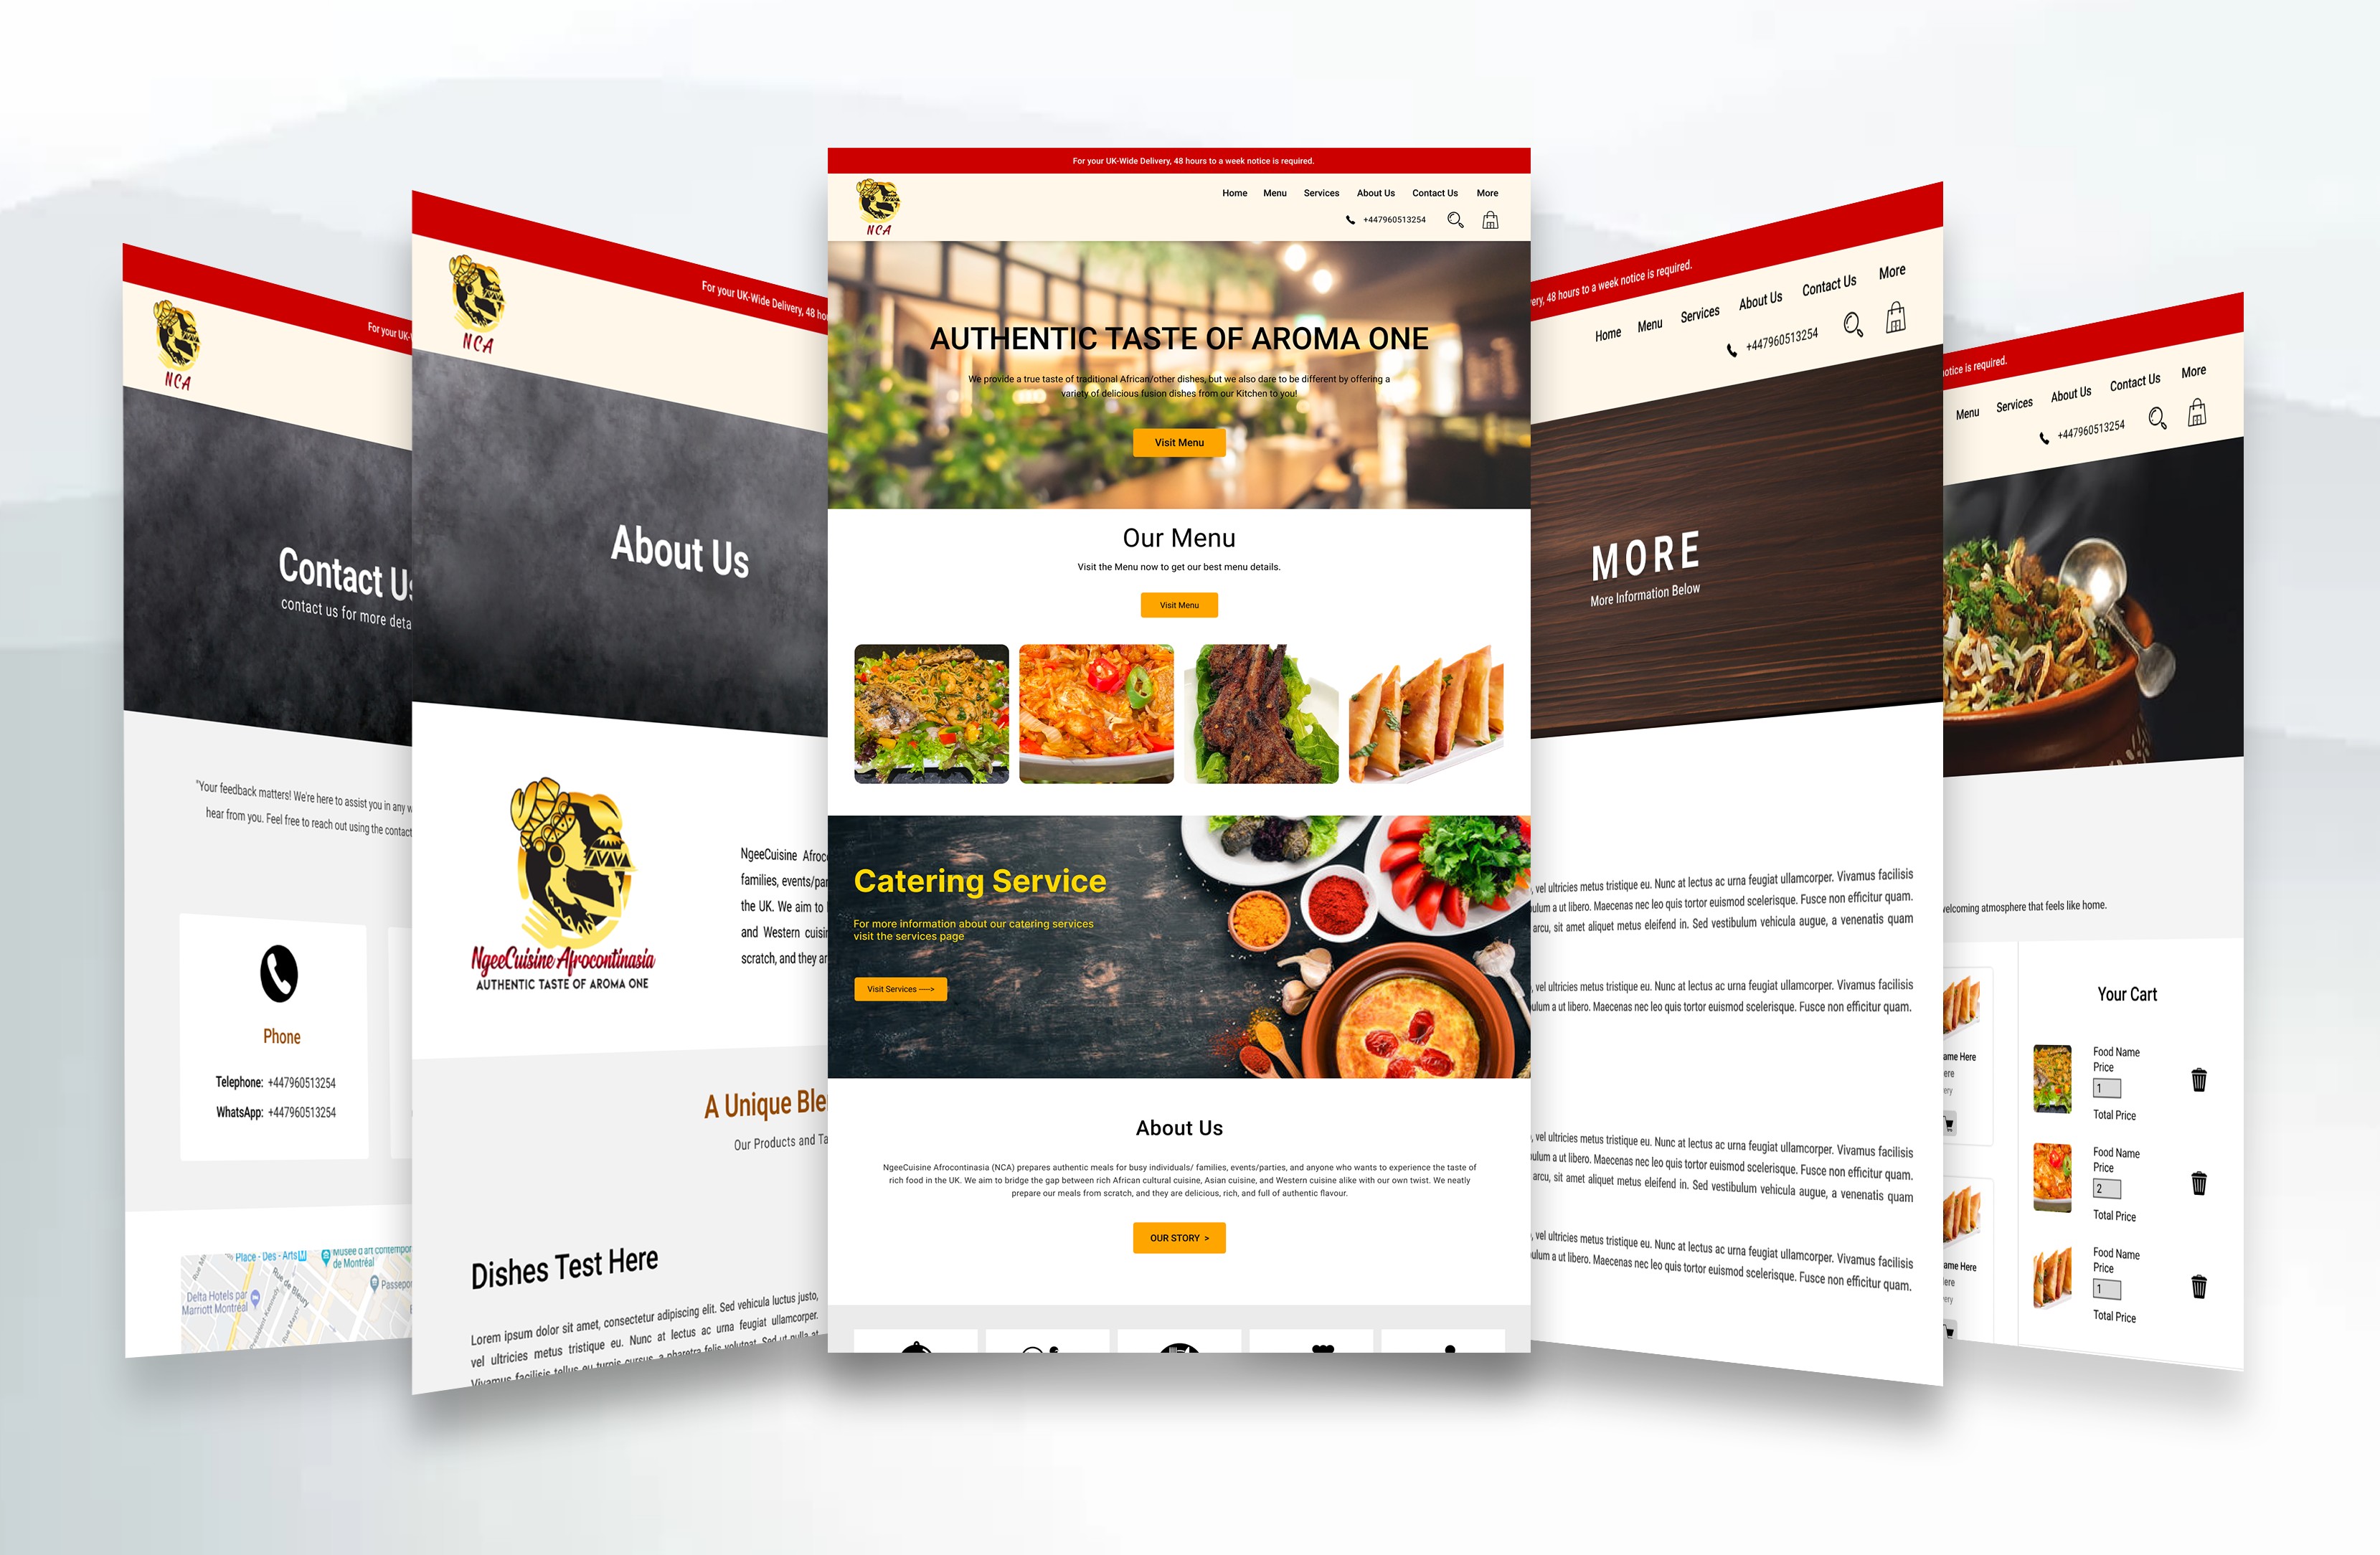 For your UK-
NCA
Contact Us
contact us for more deta
"Your feedback matters! We're here to assist you in any w
hear from you. Feel free to reach out using the contact
Phone
Telephone: +447960513254
WhatsApp: +447960513254
Place - Des - Arts
Musée d'art contempor
de Montréal
Rue de Bleury
Passepor
Delta Hotels par
Marriott Montréal
Rue May
For your UK-Wide Delivery, 48 ho
NCA
About Us
NgeeCuisine Afrocontinasia
AUTHENTIC TASTE OF AROMA ONE
NgeeCuisine Afroc
families, events/par
the UK. We aim to
and Western cuisin
scratch, and they ar
A Unique Ble
Our Products and Ta
Dishes Test Here
Lorem ipsum dolor sit amet, consectetur adipiscing elit. Sed vehicula luctus justo,
vel ultricies metus tristique eu. Nunc at lectus ac urna feugiat ullamcorper.
Vivamus facilisis tellus eu turpis cursus, a pharetra felis volutpat. Sed ut nulla at
For your UK-Wide Delivery, 48 hours to a week notice is required.
Home Menu Services About Us Contact Us More
+447960513254
NCA
AUTHENTIC TASTE OF AROMA ONE
We provide a true taste of traditional African/other dishes, but we also dare to be different by offering a
variety of delicious fusion dishes from our Kitchen to you!
Visit Menu
Our Menu
Visit the Menu now to get our best menu details.
Visit Menu
Catering Service
For more information about our catering services
visit the services page
Visit Services ---->
About Us
NgeeCuisine Afrocontinasia (NCA) prepares authentic meals for busy individuals/ families, events/parties, and anyone who wants to experience the taste of
rich food in the UK. We aim to bridge the gap between rich African cultural cuisine, Asian cuisine, and Western cuisine alike with our own twist. We neatly
prepare our meals from scratch, and they are delicious, rich, and full of authentic flavour.
OUR STORY >
ery, 48 hours to a week notice is required.
Home Menu Services About Us Contact Us More
+447960513254
MORE
More Information Below
, vel ultricies metus tristique eu. Nunc at lectus ac urna feugiat ullamcorper. Vivamus facilisis
ulum a ut libero. Maecenas nec leo quis tortor euismod scelerisque. Fusce non efficitur quam.
arcu, sit amet aliquet metus eleifend in. Sed vestibulum vehicula augue, a venenatis quam
, vel ultricies metus tristique eu. Nunc at lectus ac urna feugiat ullamcorper. Vivamus facilisis
ulum a ut libero. Maecenas nec leo quis tortor euismod scelerisque. Fusce non efficitur quam.
, vel ultricies metus tristique eu. Nunc at lectus ac urna feugiat ullamcorper. Vivamus facilisis
ulum a ut libero. Maecenas nec leo quis tortor euismod scelerisque. Fusce non efficitur quam.
arcu, sit amet aliquet metus eleifend in. Sed vestibulum vehicula augue, a venenatis quam
, vel ultricies metus tristique eu. Nunc at lectus ac urna feugiat ullamcorper. Vivamus facilisis
ulum a ut libero. Maecenas nec leo quis tortor euismod scelerisque. Fusce non efficitur quam.
otice is required.
Menu Services About Us Contact Us More
+447960513254
welcoming atmosphere that feels like home.
ame Here
ere
ery
ame Here
ere
ery
Your Cart
Food Name
Price
1
Total Price
Food Name
Price
2
Total Price
Food Name
Price
1
Total Price